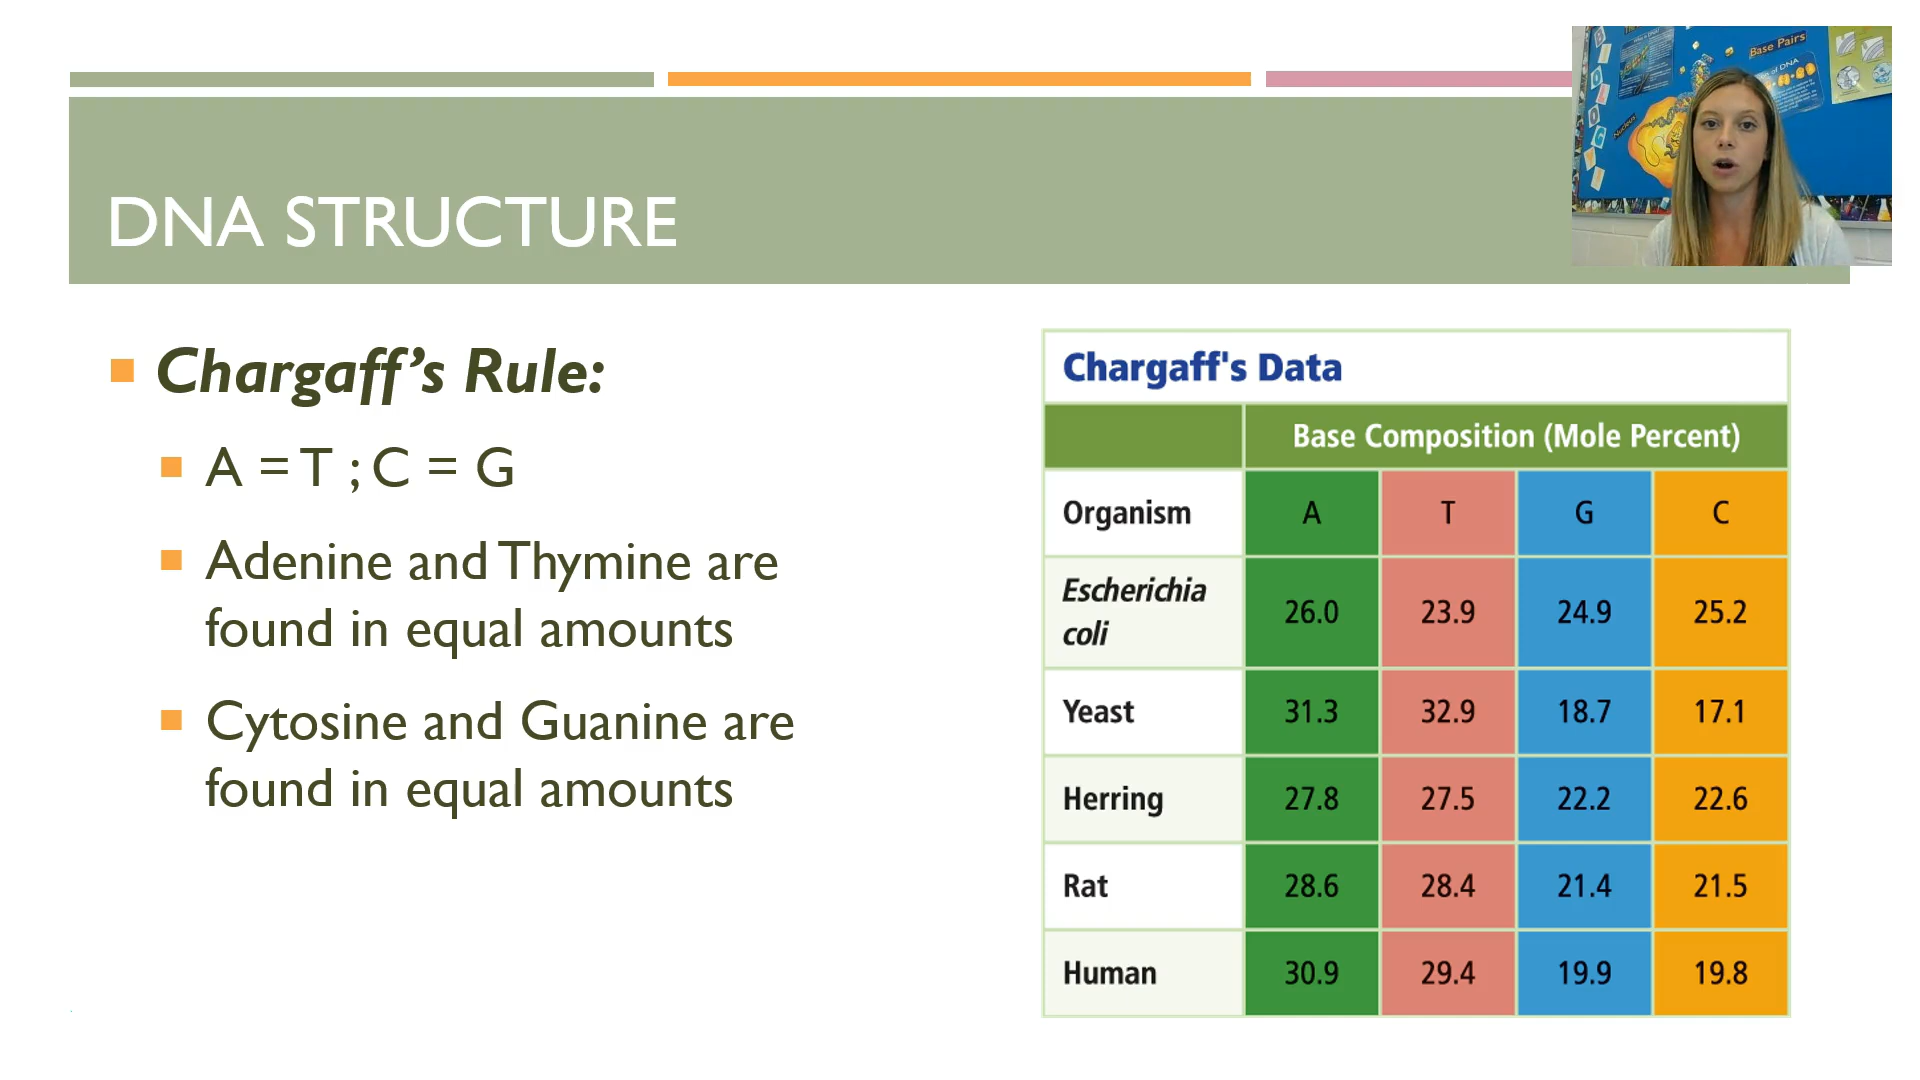 DNA STRUCTURE
Chargaff's Rule:
A = T ; C = G
Adenine and Thymine are
found in equal amounts
Cytosine and Guanine are
found in equal amounts
Chargaff's Data
Base Composition (Mole Percent)
Organism A T G C
Escherichia
coli 26.0 23.9 24.9 25.2
Yeast 31.3 32.9 18.7 17.1
Herring 27.8 27.5 22.2 22.6
Rat 28.6 28.4 21.4 21.5
Human 30.9 29.4 19.9 19.8
Base Pairs
of DNA
Nucleus